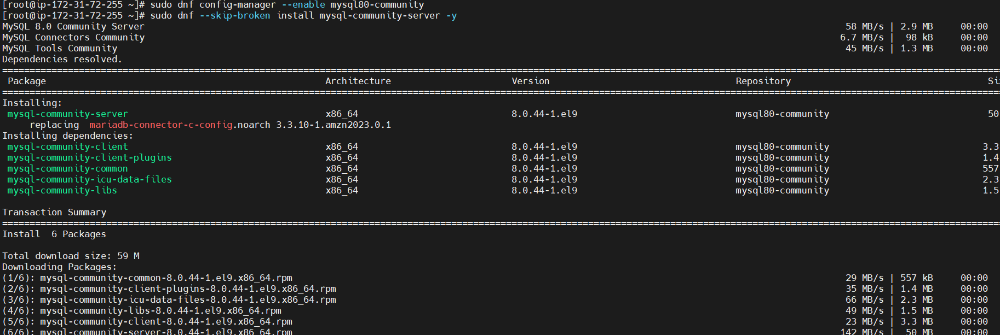 [root@ip-172-31-72-255 ~]# sudo dnf config-manager --enable mysql80-community
[root@ip-172-31-72-255 ~]# sudo dnf --skip-broken install mysql-community-server -y
MySQL 8.0 Community Server 58 MB/s | 2.9 MB 00:00
MySQL Connectors Community 6.7 MB/s | 98 kB 00:00
MySQL Tools Community 45 MB/s | 1.3 MB 00:00
Dependencies resolved.
Package Architecture Version Repository Si
Installing:
mysql-community-server x86_64 8.0.44-1.el9 mysql80-community 50
replacing mariadb-connector-c-config.noarch 3.3.10-1.amzn2023.0.1
Installing dependencies:
mysql-community-client x86_64 8.0.44-1.el9 mysql80-community 3.3
mysql-community-client-plugins x86_64 8.0.44-1.el9 mysql80-community 1.4
mysql-community-common x86_64 8.0.44-1.el9 mysql80-community 557
mysql-community-icu-data-files x86_64 8.0.44-1.el9 mysql80-community 2.3
mysql-community-libs x86_64 8.0.44-1.el9 mysql80-community 1.5
Transaction Summary
Install 6 Packages
Total download size: 59 M
Downloading Packages:
(1/6): mysql-community-common-8.0.44-1.el9.x86_64.rpm 29 MB/s | 557 kB 00:00
(2/6): mysql-community-client-plugins-8.0.44-1.el9.x86_64.rpm 35 MB/s | 1.4 MB 00:00
(3/6): mysql-community-icu-data-files-8.0.44-1.el9.x86_64.rpm 66 MB/s | 2.3 MB 00:00
(4/6): mysql-community-libs-8.0.44-1.el9.x86_64.rpm 49 MB/s | 1.5 MB 00:00
(5/6): mysql-community-client-8.0.44-1.el9.x86_64.rpm 23 MB/s | 3.3 MB 00:00
(6/6): mysql-community-server-8.0.44-1.el9.x86_64.rpm 142 MB/s | 50 MB 00:00